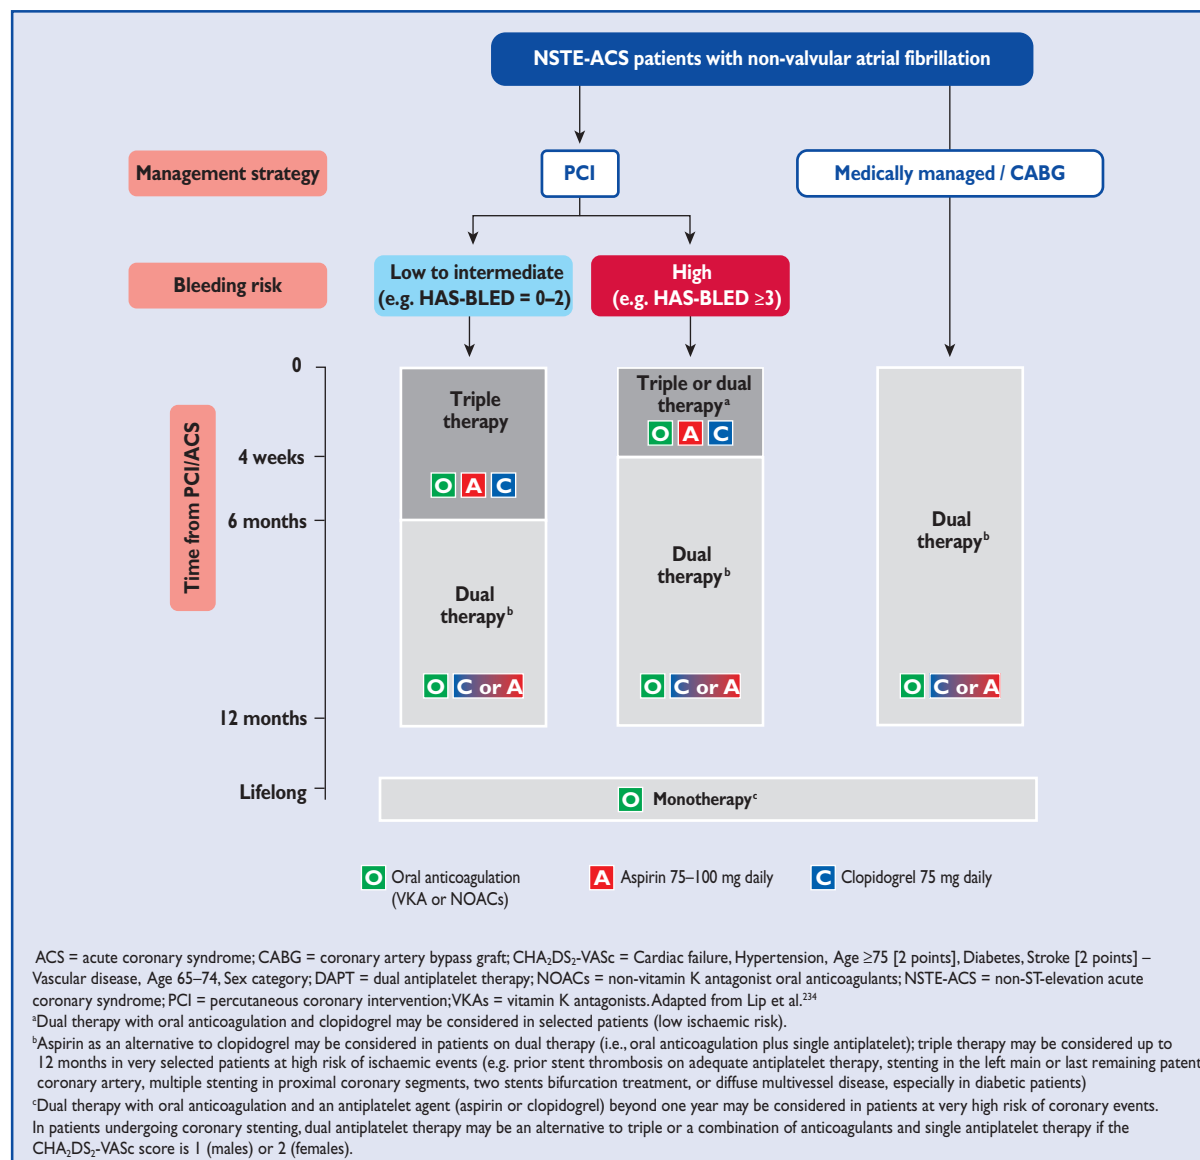 NSTE-ACS patients with non-valvular atrial fibrillation
Management strategy
PCI
Medically managed / CABG
Bleeding risk
Low to intermediate
(e.g. HAS-BLED = 0–2)
High
(e.g. HAS-BLED ≥3)
Time from PCI/ACS
0
4 weeks
6 months
12 months
Lifelong
Triple
therapy
O A C
Dual
therapyᵇ
O C or A
Triple or dual
therapyᵃ
O A C
Dual
therapyᵇ
O C or A
Dual
therapyᵇ
O C or A
O Monotherapyᶜ
O Oral anticoagulation
(VKA or NOACs)
A Aspirin 75–100 mg daily
C Clopidogrel 75 mg daily
ACS = acute coronary syndrome; CABG = coronary artery bypass graft; CHA₂DS₂-VASc = Cardiac failure, Hypertension, Age ≥75 [2 points], Diabetes, Stroke [2 points] –
Vascular disease, Age 65–74, Sex category; DAPT = dual antiplatelet therapy; NOACs = non-vitamin K antagonist oral anticoagulants; NSTE-ACS = non-ST-elevation acute
coronary syndrome; PCI = percutaneous coronary intervention; VKAs = vitamin K antagonists. Adapted from Lip et al.²³⁴
ᵃDual therapy with oral anticoagulation and clopidogrel may be considered in selected patients (low ischaemic risk).
ᵇAspirin as an alternative to clopidogrel may be considered in patients on dual therapy (i.e., oral anticoagulation plus single antiplatelet); triple therapy may be considered up to
12 months in very selected patients at high risk of ischaemic events (e.g. prior stent thrombosis on adequate antiplatelet therapy, stenting in the left main or last remaining patent
coronary artery, multiple stenting in proximal coronary segments, two stents bifurcation treatment, or diffuse multivessel disease, especially in diabetic patients)
ᶜDual therapy with oral anticoagulation and an antiplatelet agent (aspirin or clopidogrel) beyond one year may be considered in patients at very high risk of coronary events.
In patients undergoing coronary stenting, dual antiplatelet therapy may be an alternative to triple or a combination of anticoagulants and single antiplatelet therapy if the
CHA₂DS₂-VASc score is 1 (males) or 2 (females).